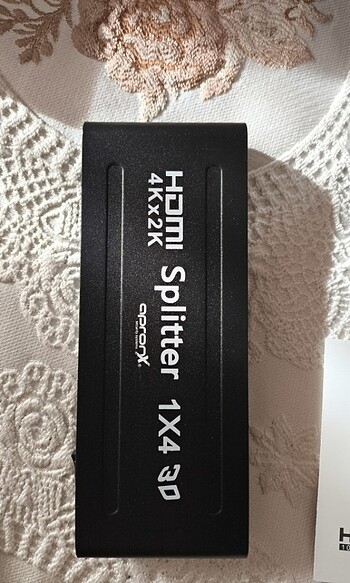 HDMI Splitter 1X4 3D
4Kx2K
apronX